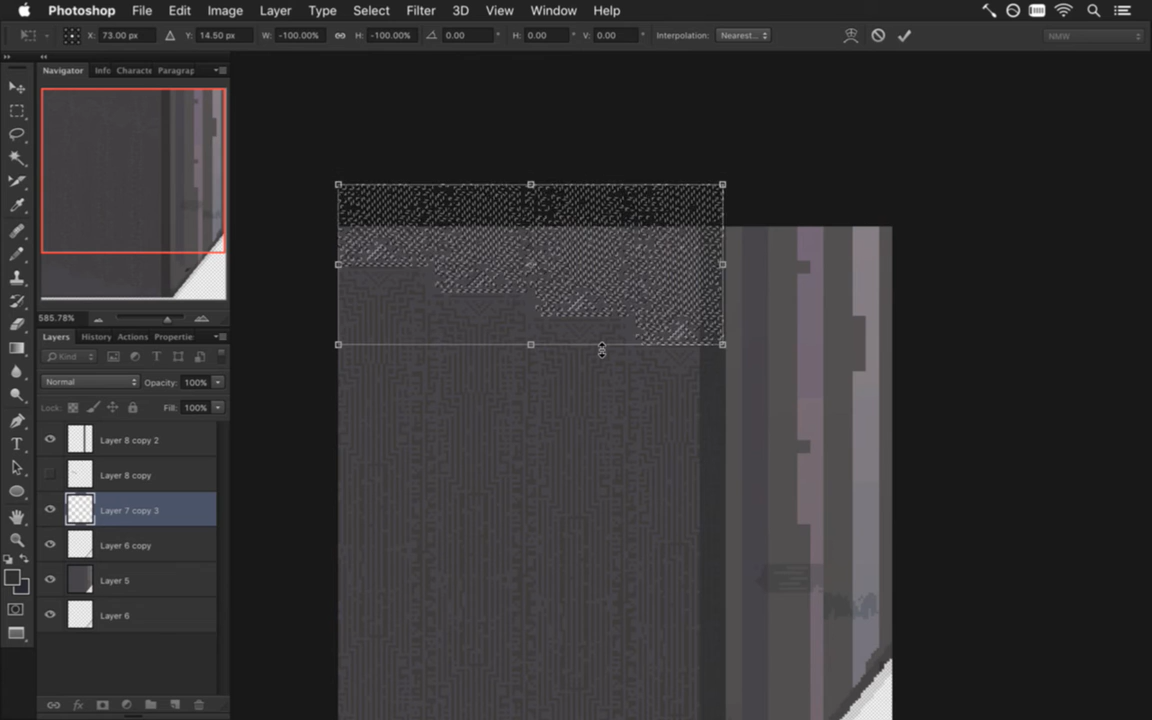 Photoshop File Edit Image Layer Type Select Filter 3D View Window Help
X: 73.00 px Y: 14.50 px W: -100.00% H: -100.00% 0.00 ° H: 0.00 ° V: 0.00 ° Interpolation: Nearest... NMW
Navigator Info Characte Paragrap
585.78%
Layers History Actions Propertie
Kind
Normal Opacity: 100%
Lock: Fill: 100%
Layer 8 copy 2
Layer 8 copy
Layer 7 copy 3
Layer 6 copy
Layer 5
Layer 6